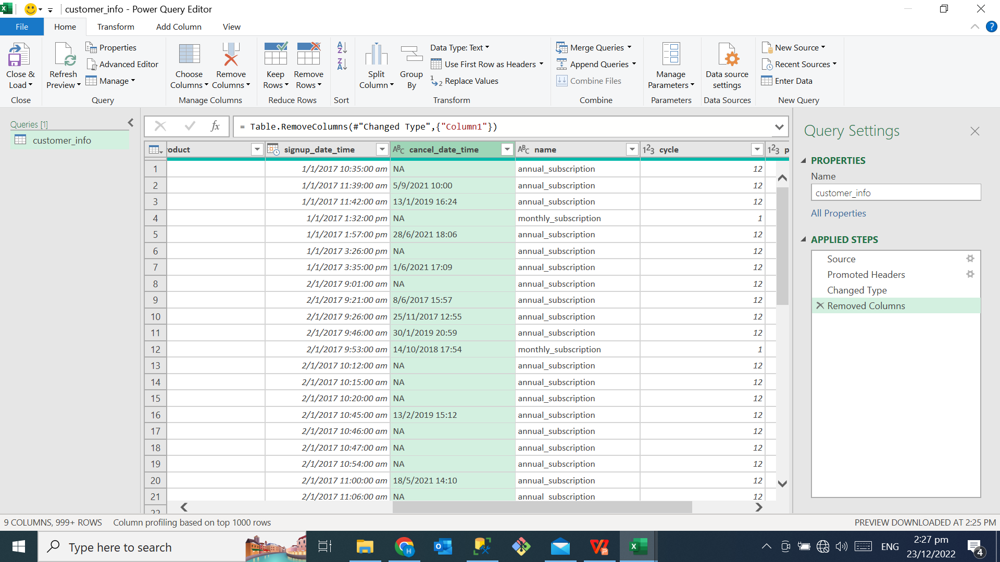 customer_info - Power Query Editor
File Home Transform Add Column View
Close & Load
Close
Refresh Preview
Properties
Advanced Editor
Manage
Query
Choose Columns
Remove Columns
Manage Columns
Keep Rows
Remove Rows
Reduce Rows
A Z
Z A
Sort
Split Column
Group By
Data Type: Text
Use First Row as Headers
1 2 Replace Values
Transform
Merge Queries
Append Queries
Combine Files
Combine
Manage Parameters
Parameters
Data source settings
Data Sources
New Source
Recent Sources
Enter Data
New Query
Queries [1]
customer_info
fx = Table.RemoveColumns(#"Changed Type",{"Column1"})
oduct signup_date_time ABC cancel_date_time ABC name 123 cycle 123 p
1 1/1/2017 10:35:00 am NA annual_subscription 12
2 1/1/2017 11:39:00 am 5/9/2021 10:00 annual_subscription 12
3 1/1/2017 11:42:00 am 13/1/2019 16:24 annual_subscription 12
4 1/1/2017 1:32:00 pm NA monthly_subscription 1
5 1/1/2017 1:57:00 pm 28/6/2021 18:06 annual_subscription 12
6 1/1/2017 3:26:00 pm NA annual_subscription 12
7 1/1/2017 3:35:00 pm 1/6/2021 17:09 annual_subscription 12
8 2/1/2017 9:01:00 am NA annual_subscription 12
9 2/1/2017 9:21:00 am 8/6/2017 15:57 annual_subscription 12
10 2/1/2017 9:26:00 am 25/11/2017 12:55 annual_subscription 12
11 2/1/2017 9:46:00 am 30/1/2019 20:59 annual_subscription 12
12 2/1/2017 9:53:00 am 14/10/2018 17:54 monthly_subscription 1
13 2/1/2017 10:12:00 am NA annual_subscription 12
14 2/1/2017 10:15:00 am NA annual_subscription 12
15 2/1/2017 10:20:00 am NA annual_subscription 12
16 2/1/2017 10:45:00 am 13/2/2019 15:12 annual_subscription 12
17 2/1/2017 10:46:00 am NA annual_subscription 12
18 2/1/2017 10:47:00 am NA annual_subscription 12
19 2/1/2017 10:54:00 am NA annual_subscription 12
20 2/1/2017 11:00:00 am 18/5/2021 14:10 annual_subscription 12
21 2/1/2017 11:06:00 am NA annual_subscription 12
22
Query Settings
PROPERTIES
Name
customer_info
All Properties
APPLIED STEPS
Source
Promoted Headers
Changed Type
Removed Columns
9 COLUMNS, 999+ ROWS Column profiling based on top 1000 rows PREVIEW DOWNLOADED AT 2:25 PM
Type here to search
ENG
2:27 pm
23/12/2022
4